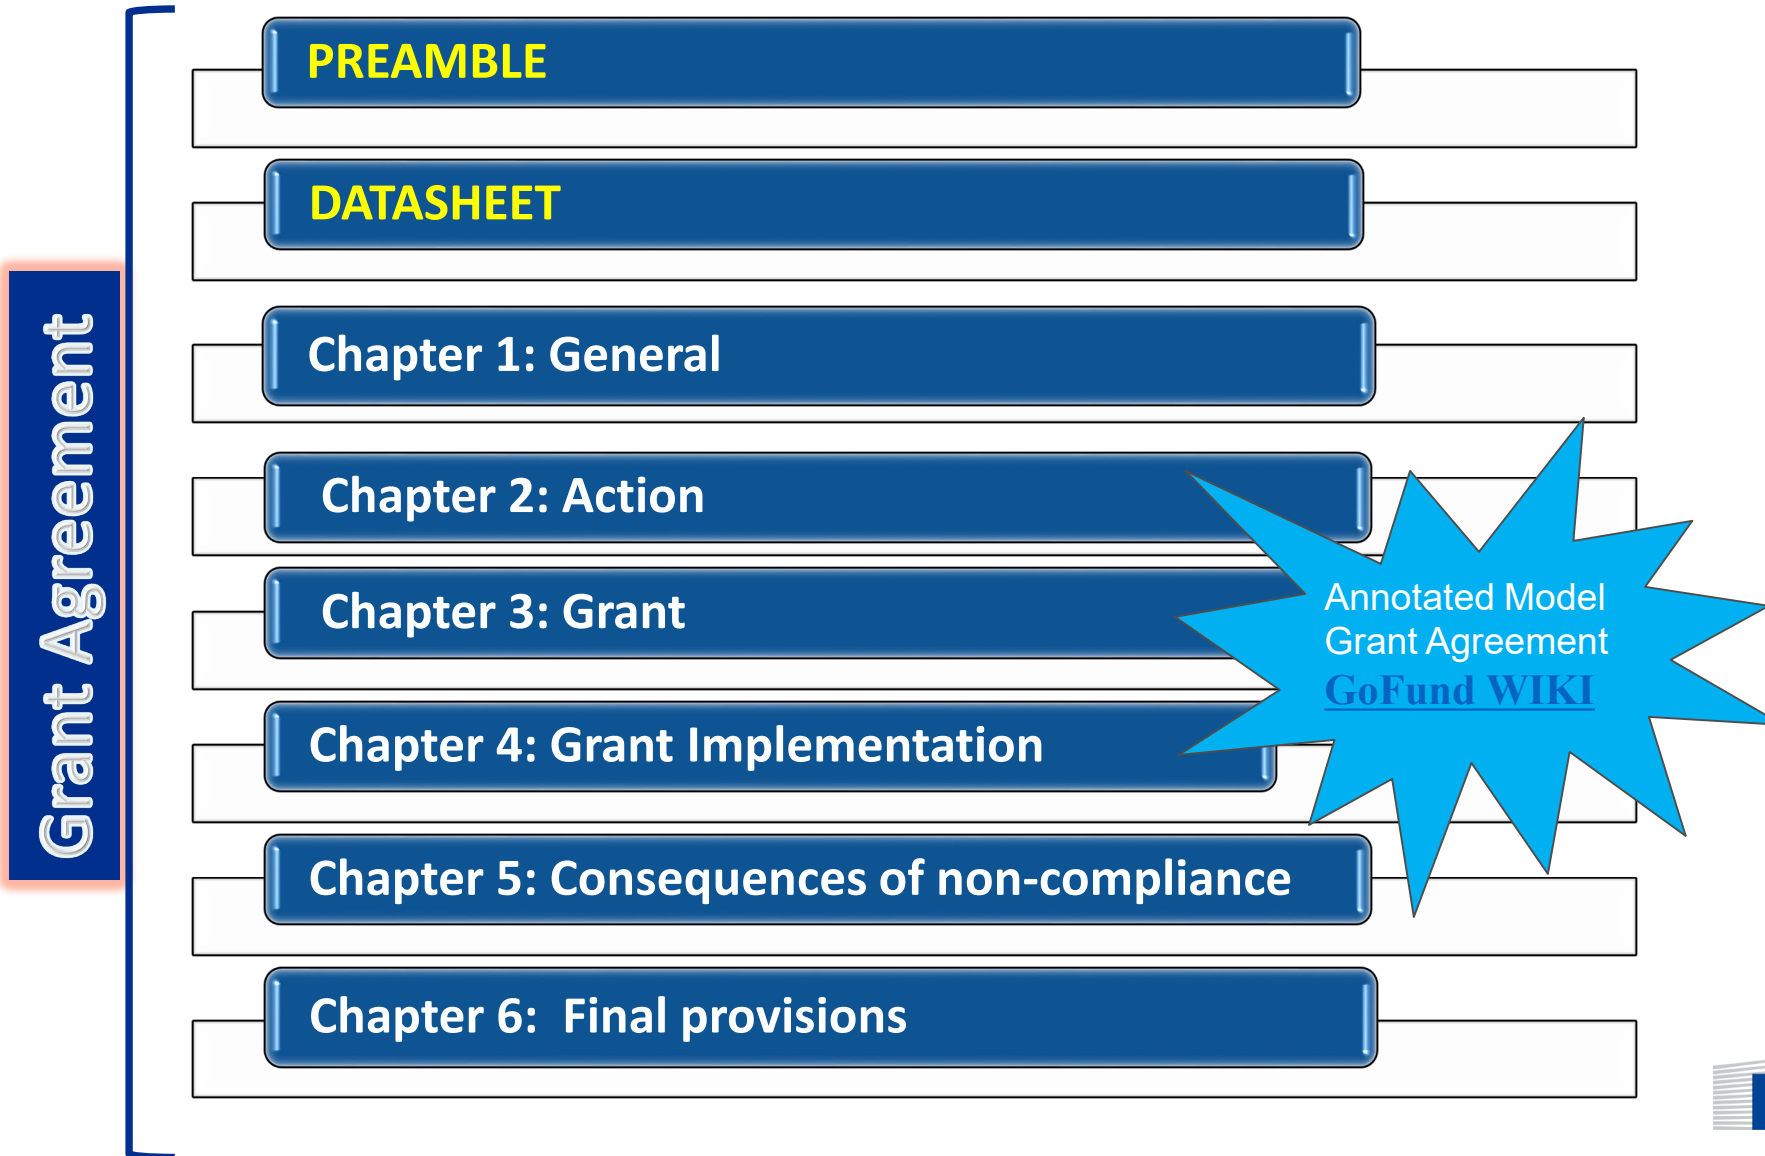 Grant Agreement
PREAMBLE
DATASHEET
Chapter 1: General
Chapter 2: Action
Chapter 3: Grant
Chapter 4: Grant Implementation
Chapter 5: Consequences of non-compliance
Chapter 6:  Final provisions
Annotated Model
Grant Agreement
GoFund WIKI